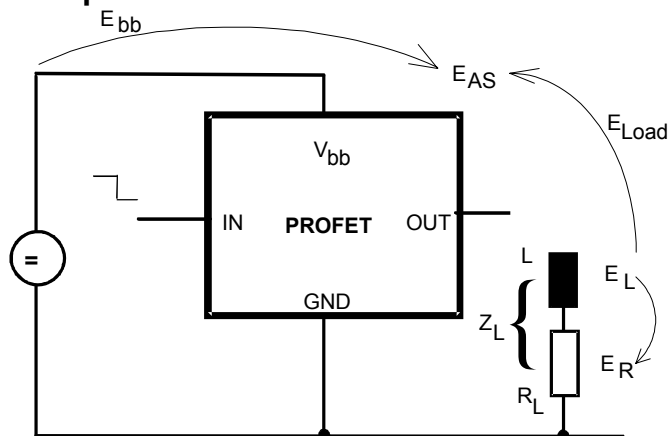 E_bb
E_AS
E_Load
V_bb
IN PROFET OUT
L
E_L
GND
Z_L {
E_R
R_L
=